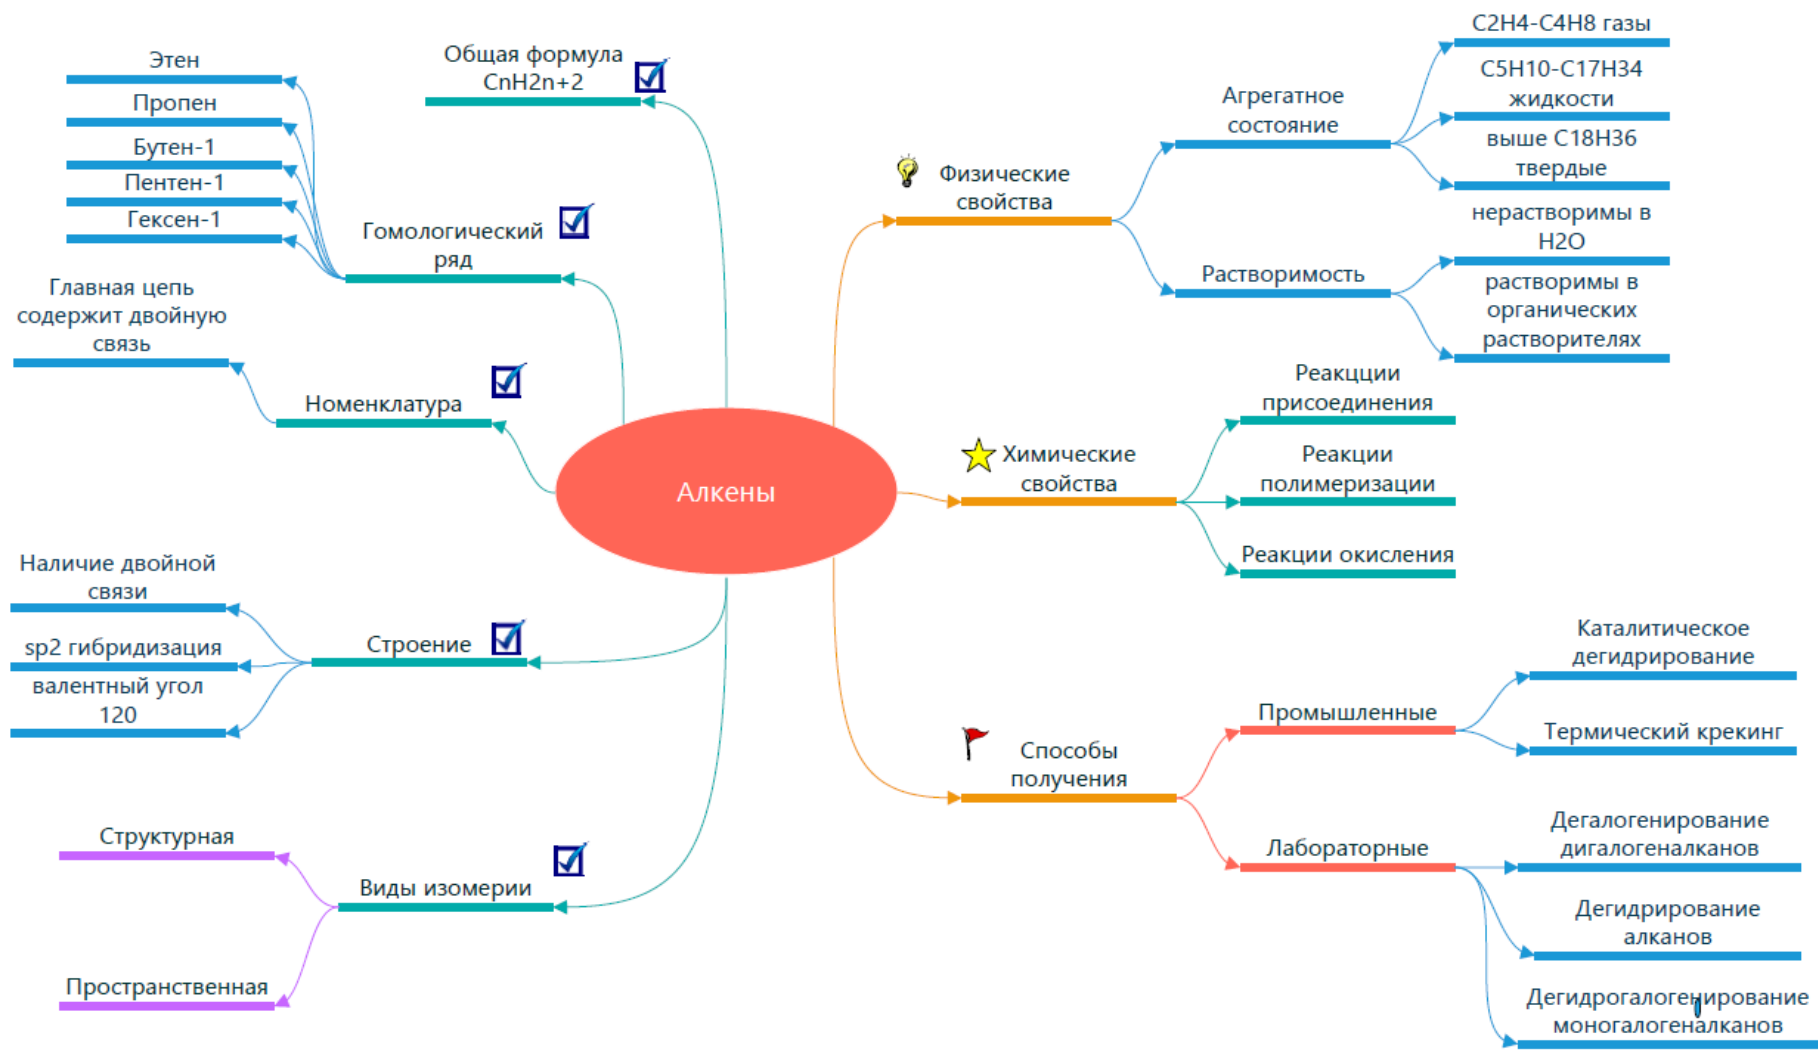 Алкены
Общая формула
CnH2n+2
Гомологический
ряд
Этен
Пропен
Бутен-1
Пентен-1
Гексен-1
Номенклатура
Главная цепь
содержит двойную
связь
Строение
Наличие двойной
связи
sp2 гибридизация
валентный угол
120
Виды изомерии
Структурная
Пространственная
Физические
свойства
Агрегатное
состояние
C2H4-C4H8 газы
C5H10-C17H34
жидкости
выше C18H36
твердые
Растворимость
нерастворимы в
H2O
растворимы в
органических
растворителях
Химические
свойства
Реакцции
присоединения
Реакции
полимеризации
Реакции окисления
Способы
получения
Промышленные
Каталитическое
дегидрирование
Термический крекинг
Лабораторные
Дегалогенирование
дигалогеналканов
Дегидрирование
алканов
Дегидрогалогенирование
моногалогеналканов